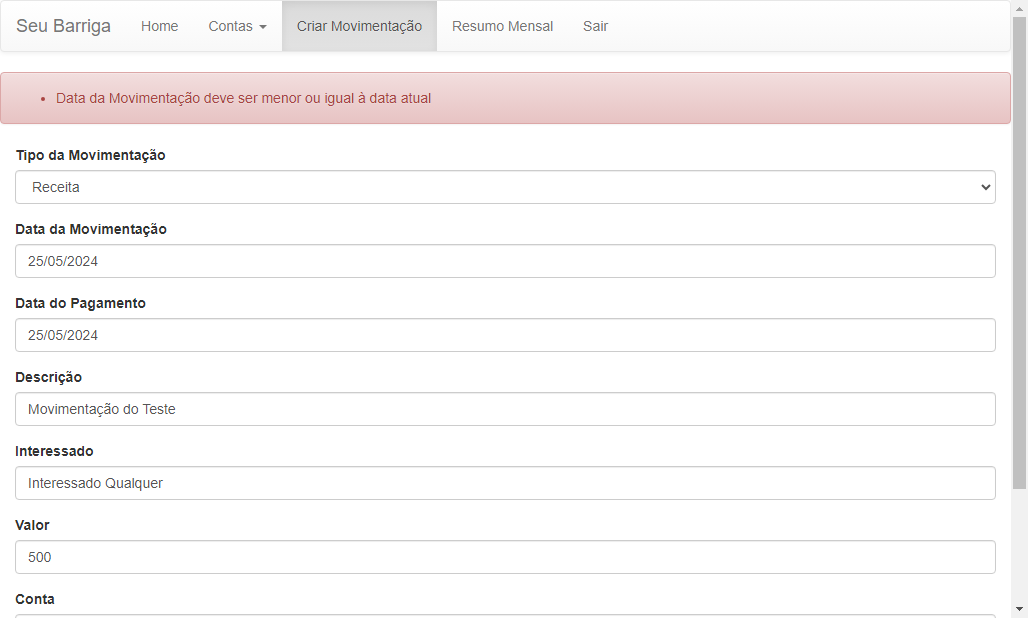 Seu Barriga Home Contas Criar Movimentação Resumo Mensal Sair
Data da Movimentação deve ser menor ou igual à data atual
Tipo da Movimentação
Receita
Data da Movimentação
25/05/2024
Data do Pagamento
25/05/2024
Descrição
Movimentação do Teste
Interessado
Interessado Qualquer
Valor
500
Conta